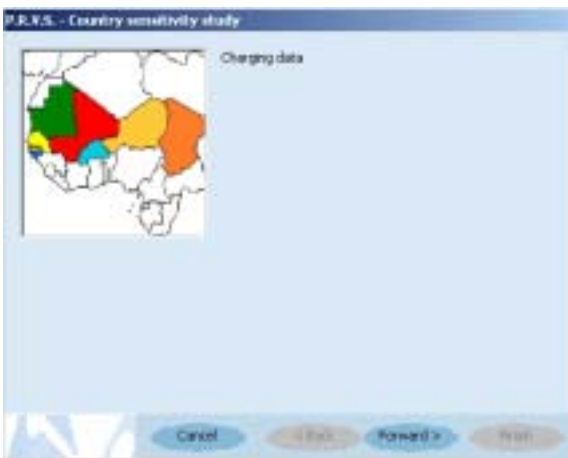 P.R.V.S. - Country sensitivity study
Charging data
Cancel
< Back
Forward >
Finish